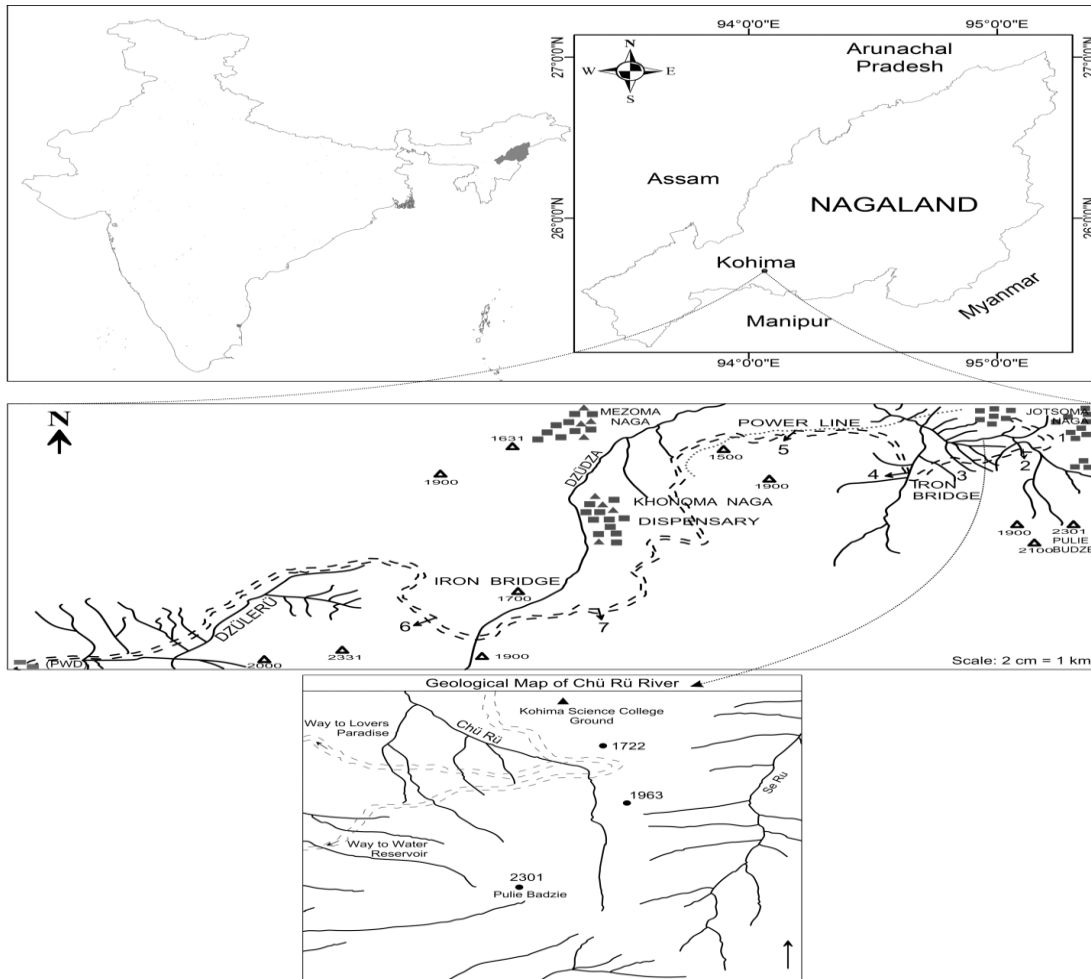 94°0'0"E
95°0'0"E
27°0'0"N
27°0'0"N
N
W
E
S
Arunachal
Pradesh
Assam
NAGALAND
26°0'0"N
26°0'0"N
Kohima
Myanmar
Manipur
94°0'0"E
95°0'0"E
N
MEZOMA
NAGA
1631
1900
DZÜDZA
POWER LINE
5
1500
1900
JOTSOMA
NAGA
1
2
3
4
IRON
BRIDGE
KHONOMA NAGA
DISPENSARY
1900
2301
2100
PULIE
BUDZE
IRON BRIDGE
1700
DZÜLERÜ
6
7
(PWD)
2000
2331
1900
Scale: 2 cm = 1 km
Geological Map of Chü Rü River
Kohima Science College
Ground
Way to Lovers
Paradise
Chü Rü
1722
1963
Se Ru
Way to Water
Reservoir
2301
Pulie Badzie